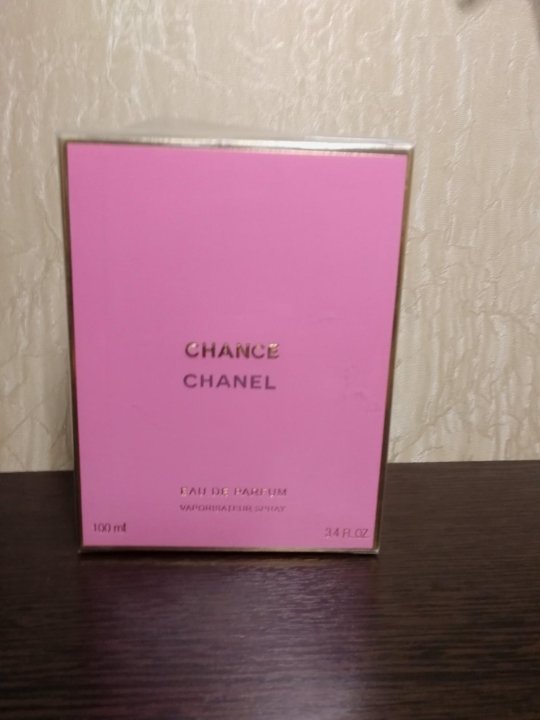 CHANCE
CHANEL
EAU DE PARFUM
VAPORISATEUR SPRAY
100 ml
3.4 FL.OZ